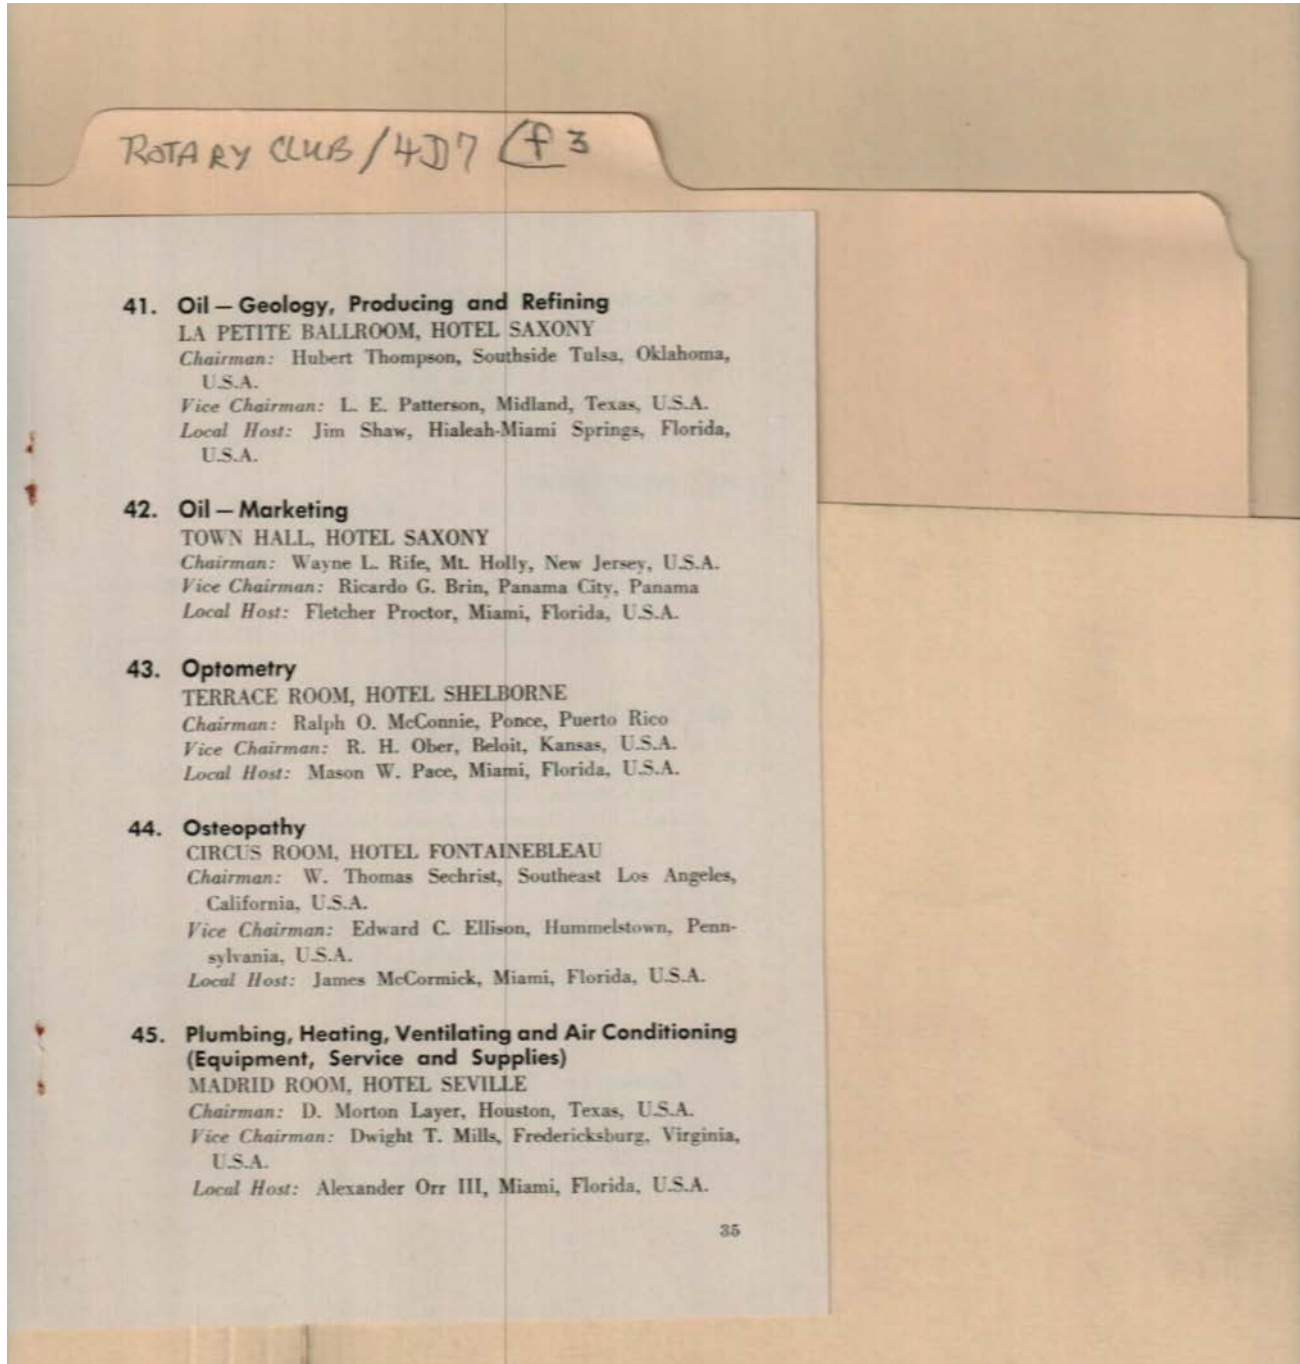 ROTARY CLUB / 4D7 f3
41. Oil — Geology, Producing and Refining
LA PETITE BALLROOM, HOTEL SAXONY
Chairman: Hubert Thompson, Southside Tulsa, Oklahoma,
U.S.A.
Vice Chairman: L. E. Patterson, Midland, Texas, U.S.A.
Local Host: Jim Shaw, Hialeah-Miami Springs, Florida,
U.S.A.
42. Oil — Marketing
TOWN HALL, HOTEL SAXONY
Chairman: Wayne L. Rife, Mt. Holly, New Jersey, U.S.A.
Vice Chairman: Ricardo G. Brin, Panama City, Panama
Local Host: Fletcher Proctor, Miami, Florida, U.S.A.
43. Optometry
TERRACE ROOM, HOTEL SHELBORNE
Chairman: Ralph O. McConnie, Ponce, Puerto Rico
Vice Chairman: R. H. Ober, Beloit, Kansas, U.S.A.
Local Host: Mason W. Pace, Miami, Florida, U.S.A.
44. Osteopathy
CIRCUS ROOM, HOTEL FONTAINEBLEAU
Chairman: W. Thomas Sechrist, Southeast Los Angeles,
California, U.S.A.
Vice Chairman: Edward C. Ellison, Hummelstown, Penn-
sylvania, U.S.A.
Local Host: James McCormick, Miami, Florida, U.S.A.
45. Plumbing, Heating, Ventilating and Air Conditioning
(Equipment, Service and Supplies)
MADRID ROOM, HOTEL SEVILLE
Chairman: D. Morton Layer, Houston, Texas, U.S.A.
Vice Chairman: Dwight T. Mills, Fredericksburg, Virginia,
U.S.A.
Local Host: Alexander Orr III, Miami, Florida, U.S.A.
35